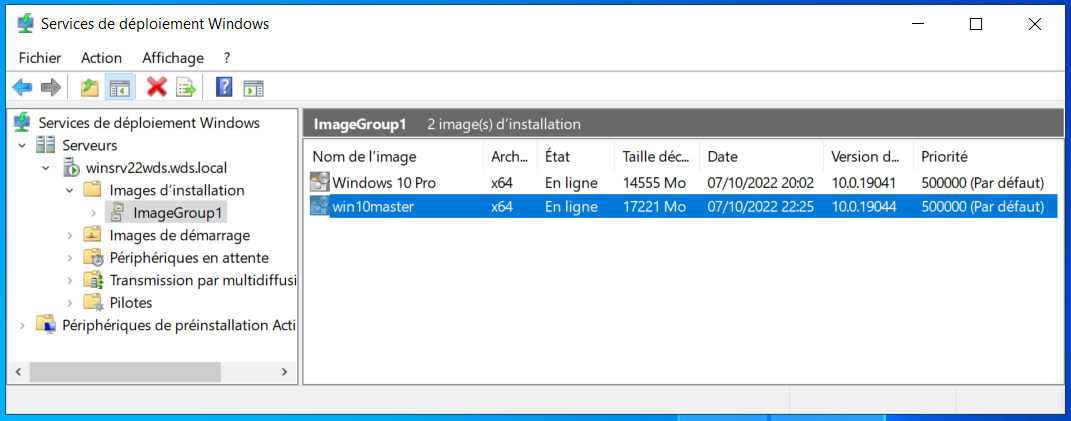 Services de déploiement Windows
Fichier Action Affichage ?
Services de déploiement Windows
Serveurs
winsrv22wds.wds.local
Images d'installation
ImageGroup1
Images de démarrage
Périphériques en attente
Transmission par multidiffusi
Pilotes
Périphériques de préinstallation Acti
ImageGroup1 2 image(s) d'installation
Nom de l'image Arch... État Taille déc... Date Version d... Priorité
Windows 10 Pro x64 En ligne 14555 Mo 07/10/2022 20:02 10.0.19041 500000 (Par défaut)
win10master x64 En ligne 17221 Mo 07/10/2022 22:25 10.0.19044 500000 (Par défaut)